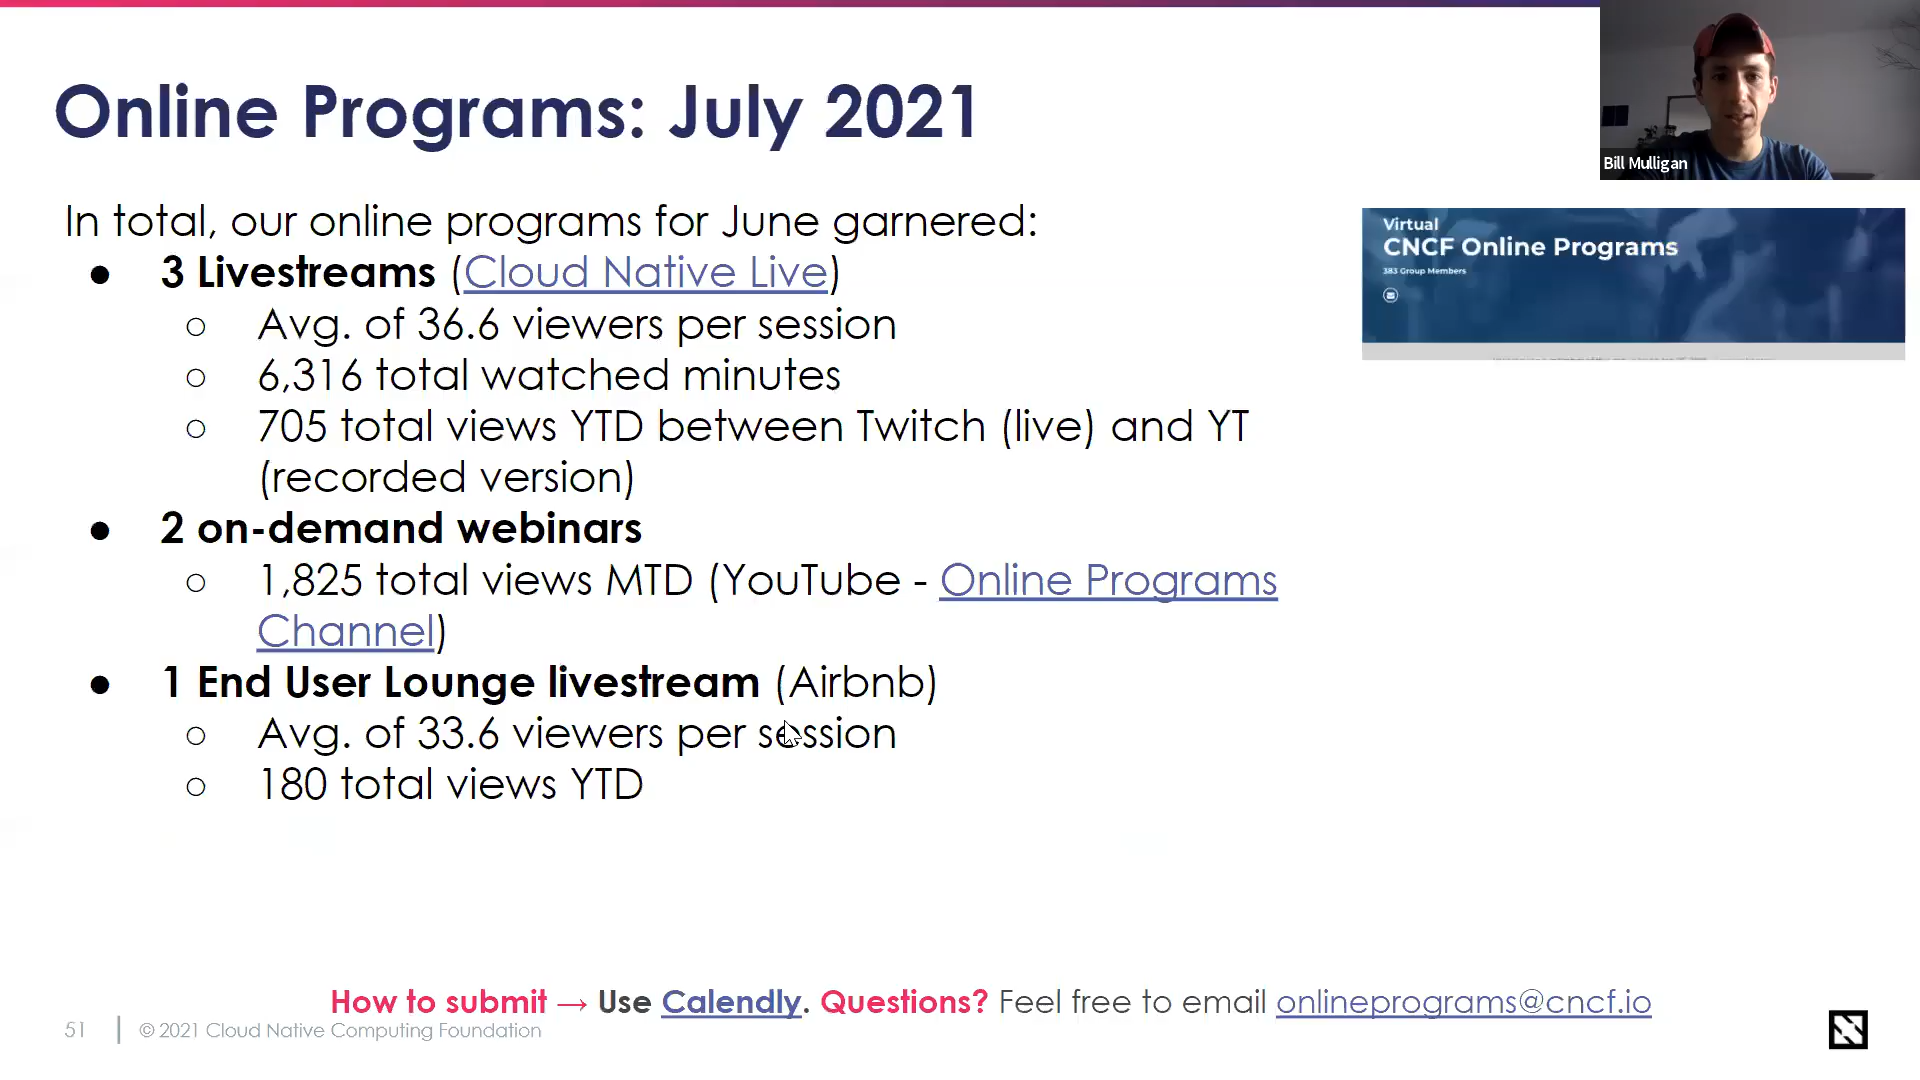 Online Programs: July 2021
Bill Mulligan
In total, our online programs for June garnered:
● 3 Livestreams (Cloud Native Live)
○ Avg. of 36.6 viewers per session
○ 6,316 total watched minutes
○ 705 total views YTD between Twitch (live) and YT
(recorded version)
● 2 on-demand webinars
○ 1,825 total views MTD (YouTube - Online Programs
Channel)
● 1 End User Lounge livestream (Airbnb)
○ Avg. of 33.6 viewers per session
○ 180 total views YTD
Virtual
CNCF Online Programs
383 Group Members
How to submit → Use Calendly. Questions? Feel free to email onlineprograms@cncf.io
51 | © 2021 Cloud Native Computing Foundation